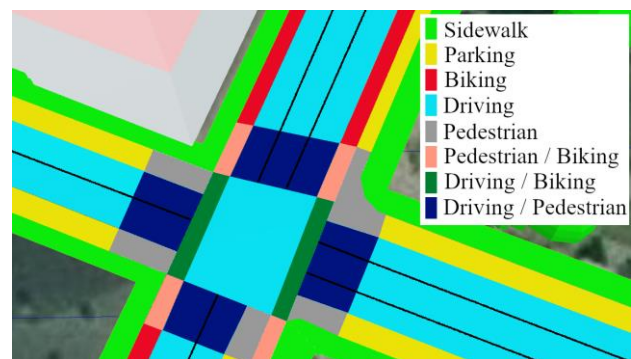 Sidewalk
Parking
Biking
Driving
Pedestrian
Pedestrian / Biking
Driving / Biking
Driving / Pedestrian